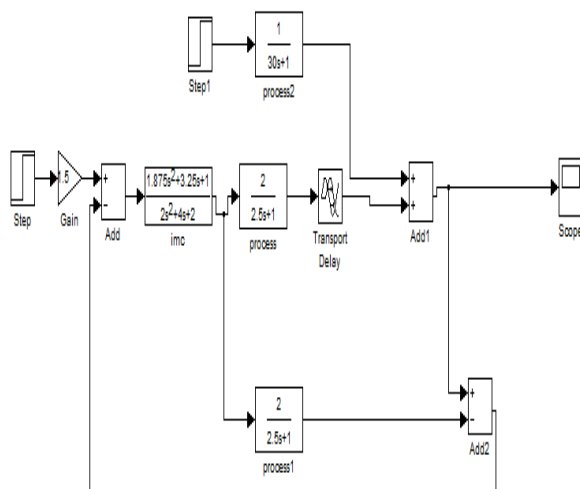 1
30s+1
Step1
process2
Step
1.5
Gain
+
−
Add
1.875s²+3.25s+1
2s²+4s+2
imc
2
2.5s+1
process
Transport
Delay
+
+
Add1
Scope
2
2.5s+1
process1
+
−
Add2